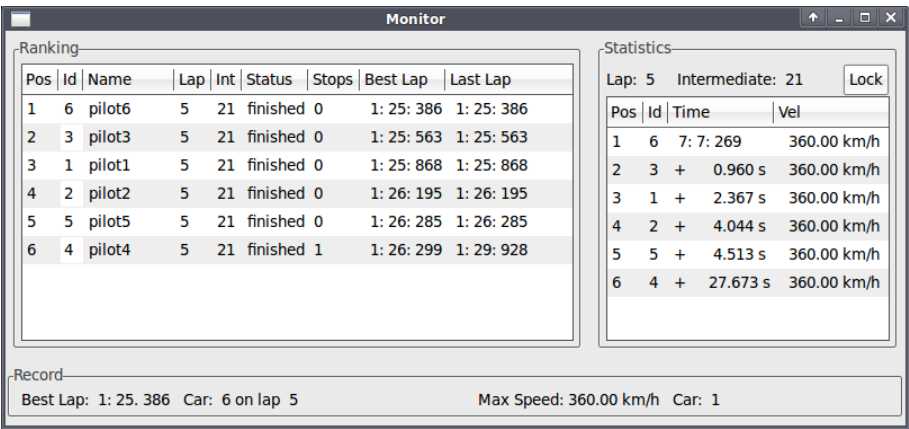 Monitor
Ranking
Pos Id Name Lap Int Status Stops Best Lap Last Lap
1 6 pilot6 5 21 finished 0 1: 25: 386 1: 25: 386
2 3 pilot3 5 21 finished 0 1: 25: 563 1: 25: 563
3 1 pilot1 5 21 finished 0 1: 25: 868 1: 25: 868
4 2 pilot2 5 21 finished 0 1: 26: 195 1: 26: 195
5 5 pilot5 5 21 finished 0 1: 26: 285 1: 26: 285
6 4 pilot4 5 21 finished 1 1: 26: 299 1: 29: 928
Statistics
Lap: 5 Intermediate: 21 Lock
Pos Id Time Vel
1 6 7: 7: 269 360.00 km/h
2 3 + 0.960 s 360.00 km/h
3 1 + 2.367 s 360.00 km/h
4 2 + 4.044 s 360.00 km/h
5 5 + 4.513 s 360.00 km/h
6 4 + 27.673 s 360.00 km/h
Record
Best Lap: 1: 25. 386 Car: 6 on lap 5 Max Speed: 360.00 km/h Car: 1